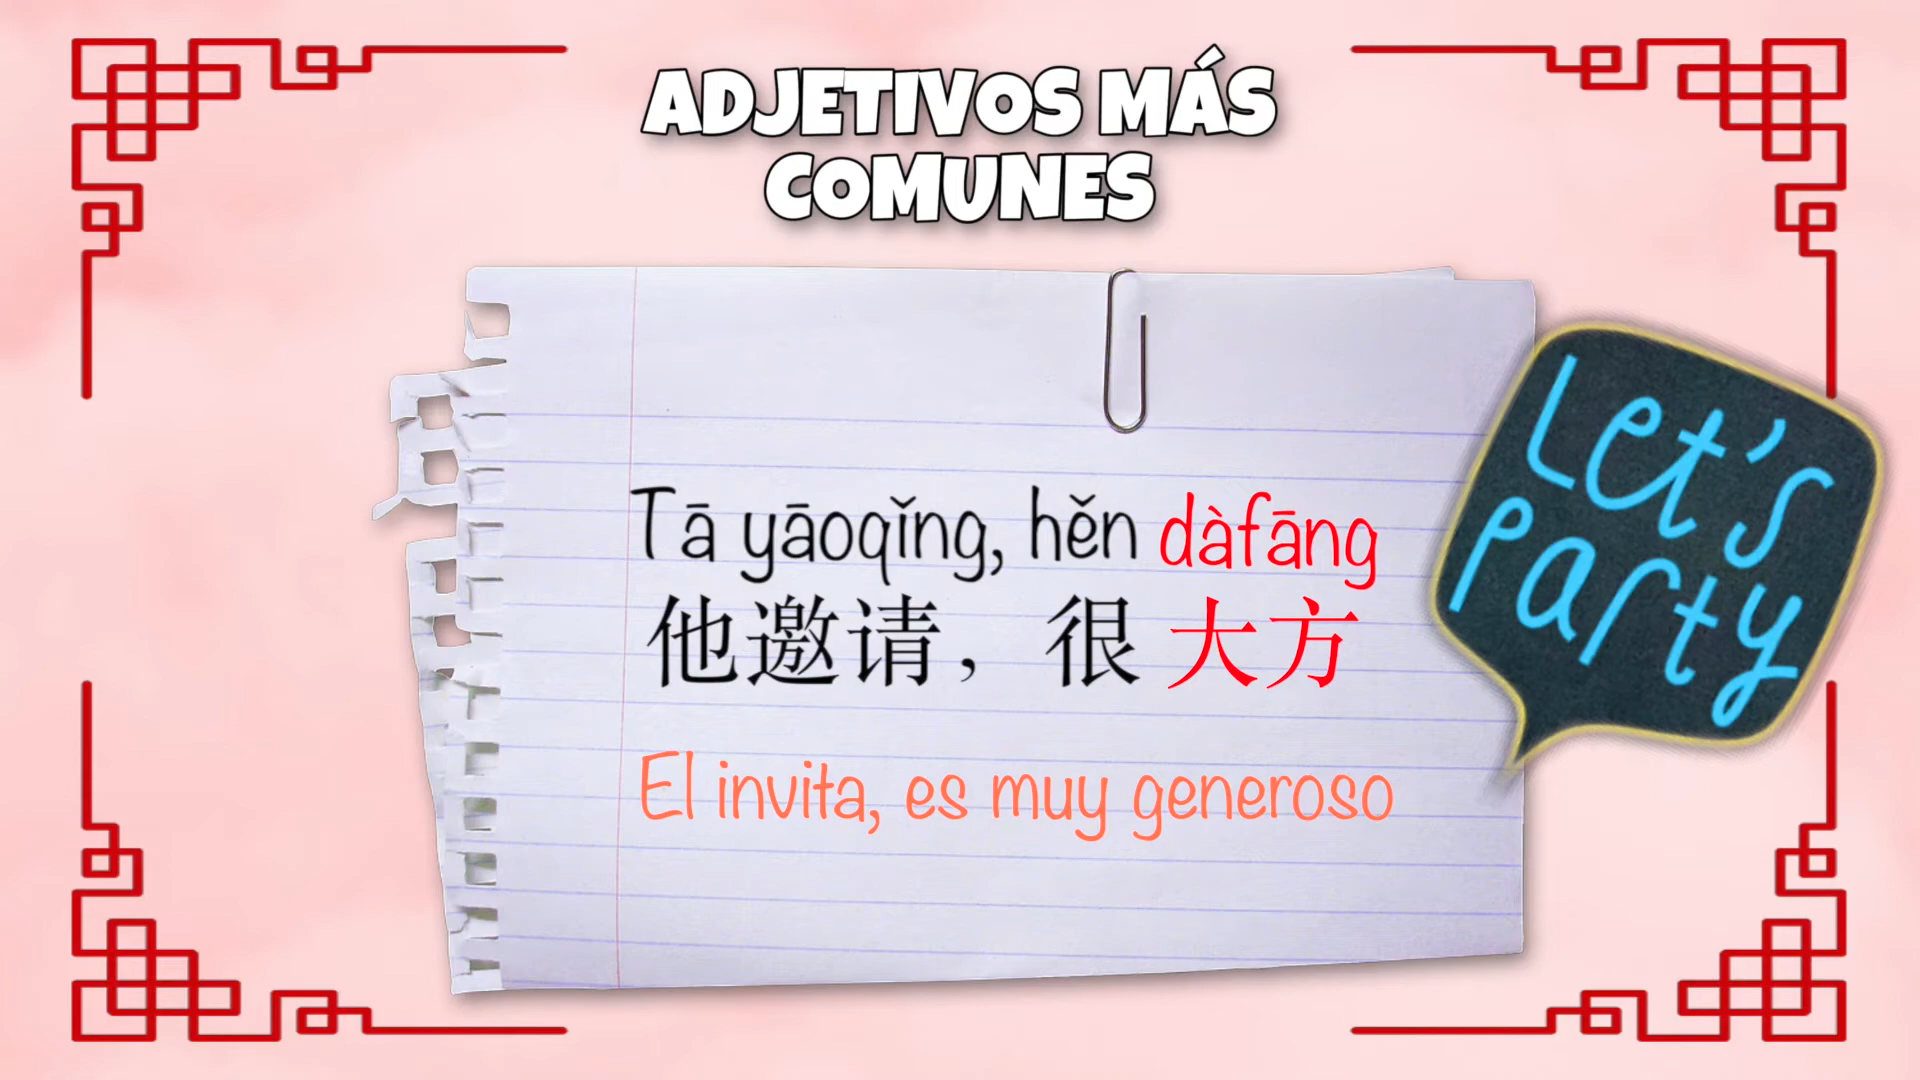 ADJETIVOS MÁS
COMUNES
Tā yāoqǐng, hěn dàfāng
他邀请，很 大方
El invita, es muy generoso
Let's
party